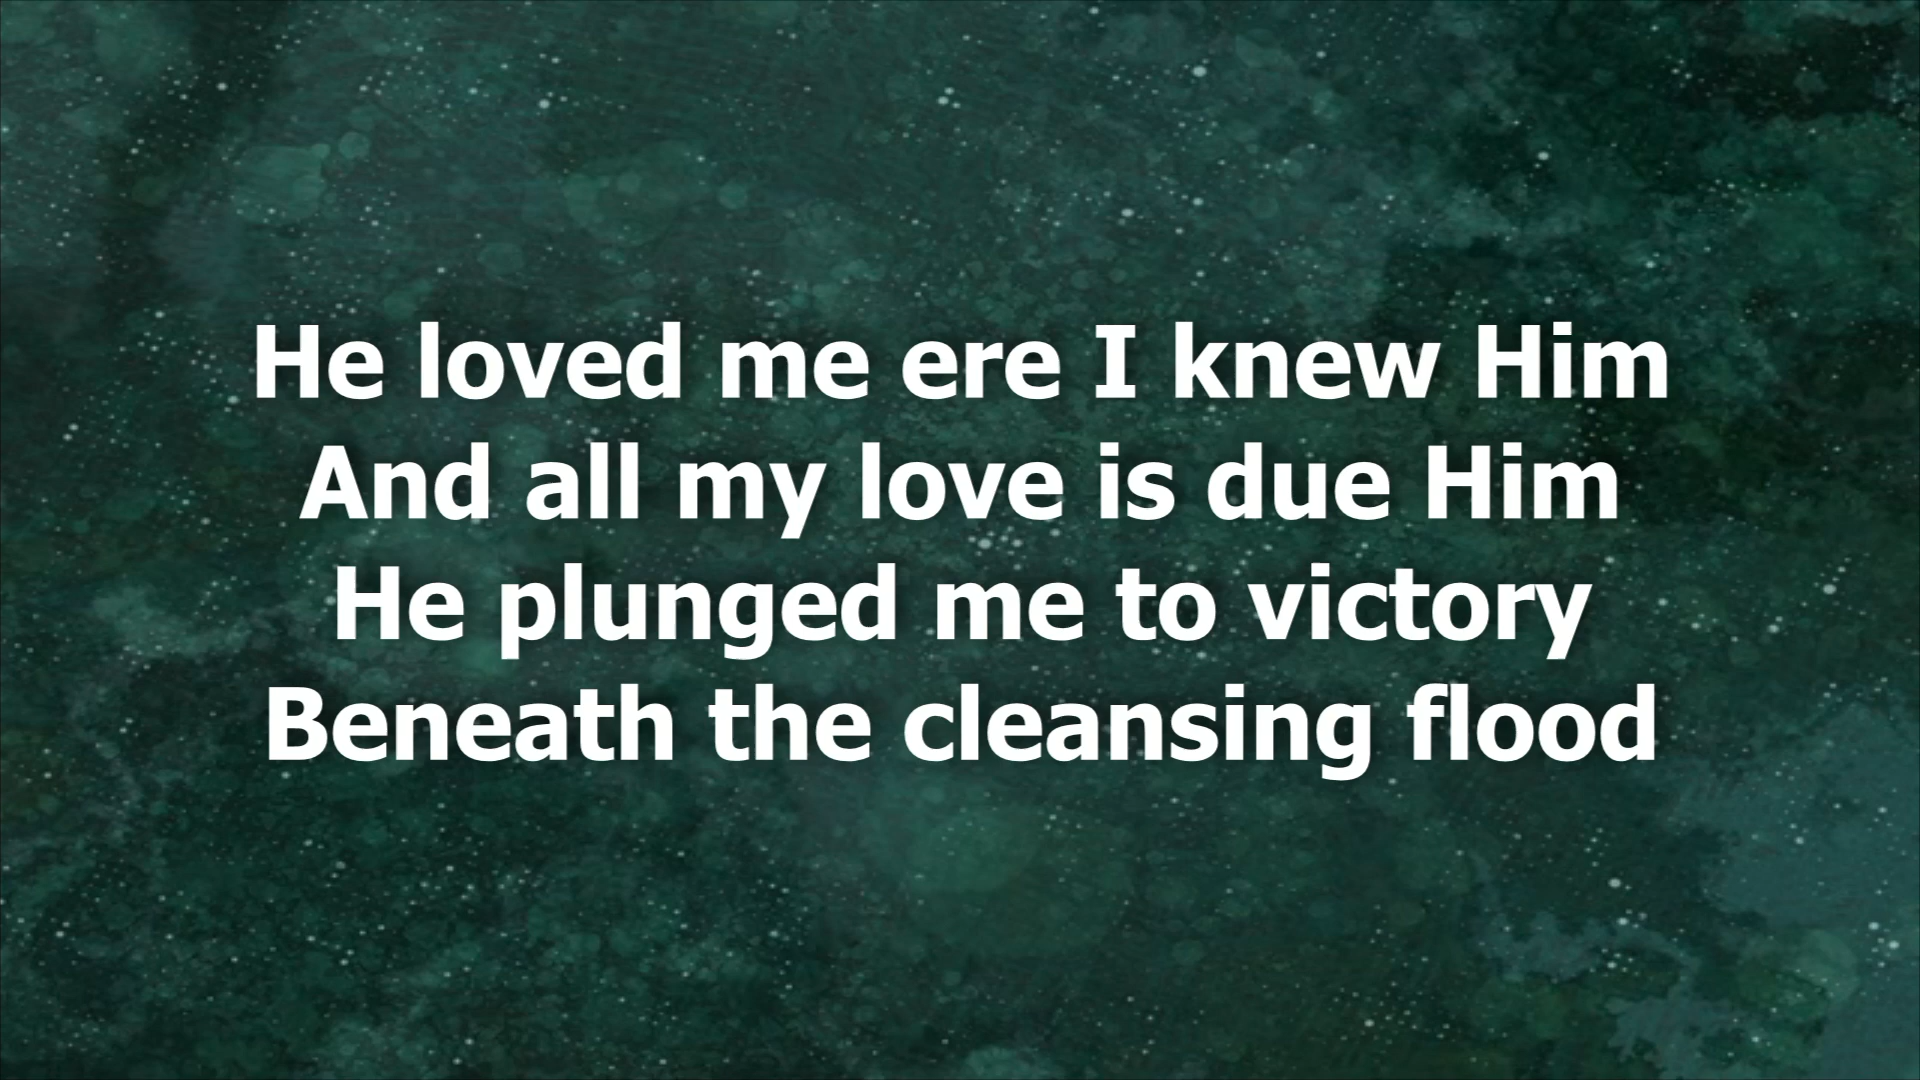 He loved me ere I knew Him
And all my love is due Him
He plunged me to victory
Beneath the cleansing flood